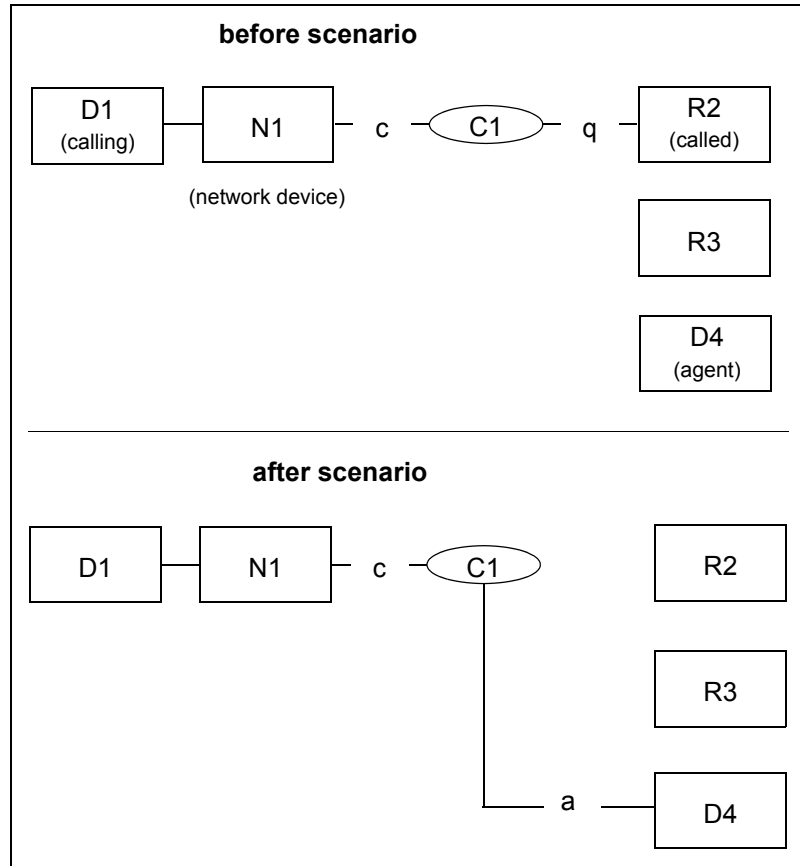 before scenario
D1
(calling)
N1
c
C1
q
R2
(called)
(network device)
R3
D4
(agent)
after scenario
D1
N1
c
C1
R2
R3
a
D4